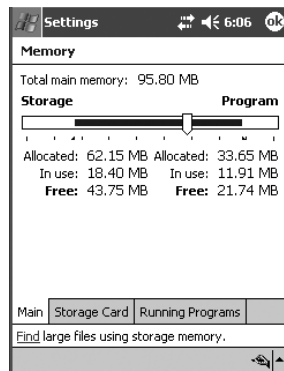 Settings 6:06 ok
Memory
Total main memory: 95.80 MB
Storage Program
Allocated: 62.15 MB Allocated: 33.65 MB
In use: 18.40 MB In use: 11.91 MB
Free: 43.75 MB Free: 21.74 MB
Main Storage Card Running Programs
Find large files using storage memory.